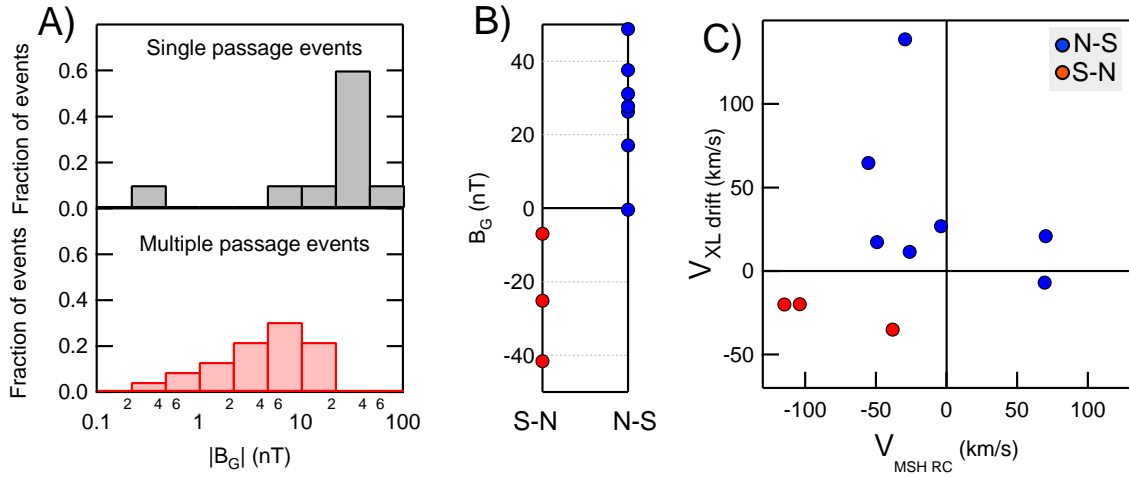 A)
Single passage events
Fraction of events
0.6
0.4
0.2
0.0
Multiple passage events
Fraction of events
0.6
0.4
0.2
0.0
0.1 2 4 6 1 2 4 6 10 2 4 6 100
|B_G| (nT)
B)
B_G (nT)
40
20
0
-20
-40
S-N N-S
C)
N-S
S-N
V_XL drift (km/s)
100
50
0
-50
-100 -50 0 50 100
V_MSH RC (km/s)